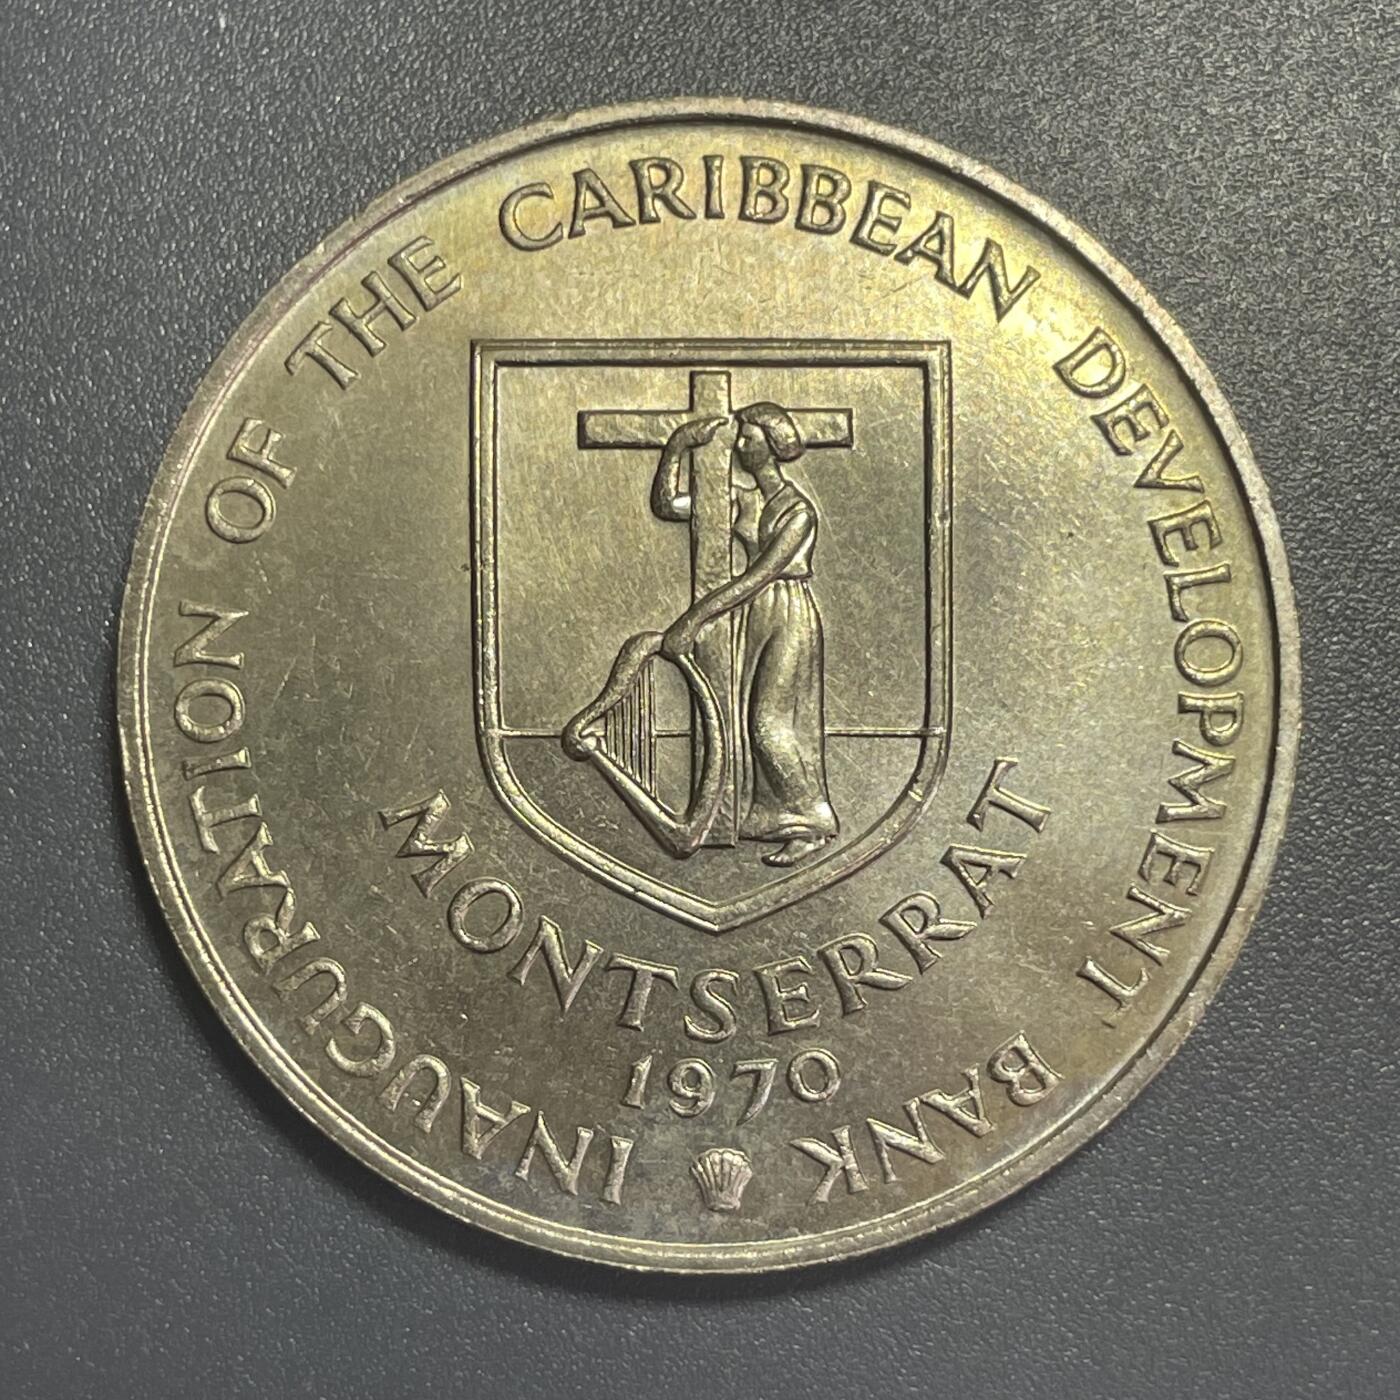 INAUGURATION OF THE CARIBBEAN DEVELOPMENT BANK
MONTSERRAT
1970